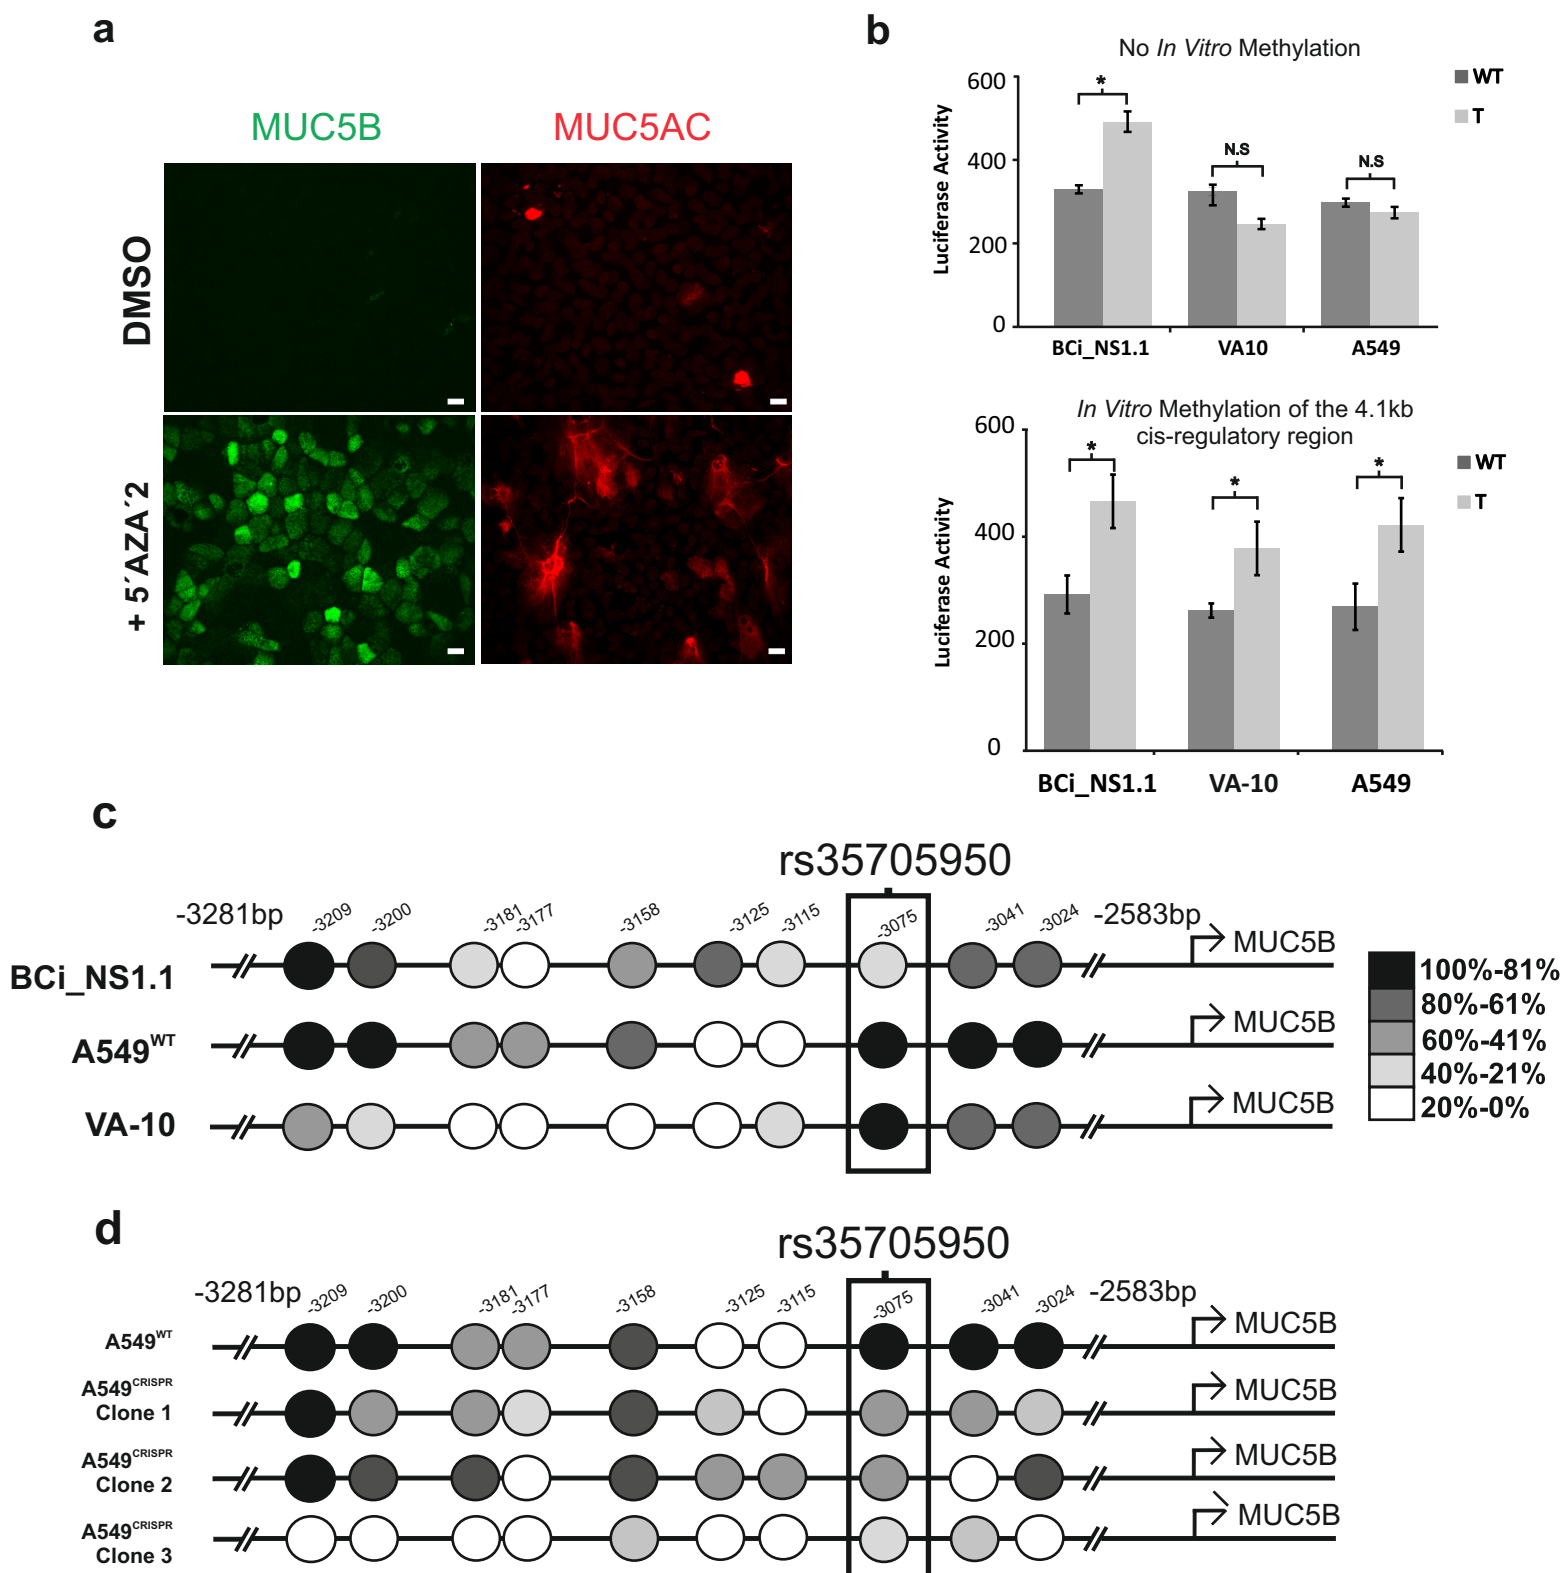 a
MUC5B
MUC5AC
DMSO
+ 5´AZA´2
b
No In Vitro Methylation
WT
T
Luciferase Activity
600
400
200
0
*
N.S
N.S
BCi_NS1.1
VA10
A549
In Vitro Methylation of the 4.1kb
cis-regulatory region
WT
T
Luciferase Activity
600
400
200
0
*
*
*
BCi_NS1.1
VA-10
A549
c
rs35705950
-3281bp
-3209
-3200
-3181
-3177
-3158
-3125
-3115
-3075
-3041
-3024
-2583bp
BCi_NS1.1
MUC5B
A549WT
MUC5B
VA-10
MUC5B
100%-81%
80%-61%
60%-41%
40%-21%
20%-0%
d
rs35705950
-3281bp
-3209
-3200
-3181
-3177
-3158
-3125
-3115
-3075
-3041
-3024
-2583bp
A549WT
MUC5B
A549CRISPR
Clone 1
MUC5B
A549CRISPR
Clone 2
MUC5B
A549CRISPR
Clone 3
MUC5B